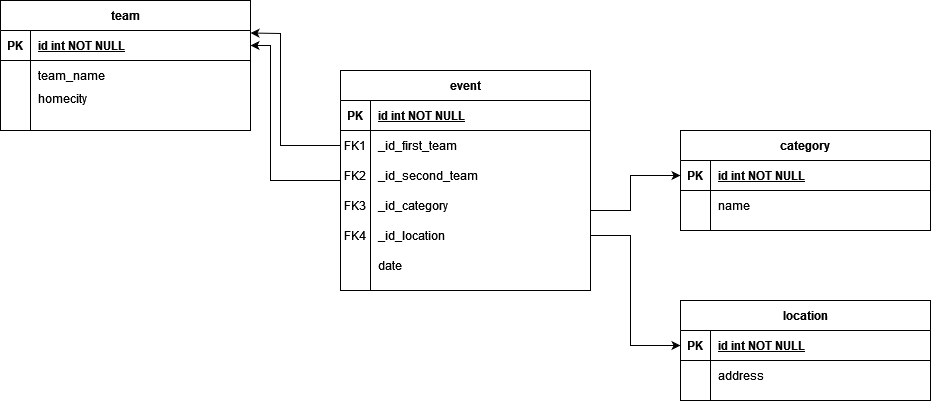 team
PK id int NOT NULL
team_name
homecity
event
PK id int NOT NULL
FK1 _id_first_team
FK2 _id_second_team
FK3 _id_category
FK4 _id_location
date
category
PK id int NOT NULL
name
location
PK id int NOT NULL
address